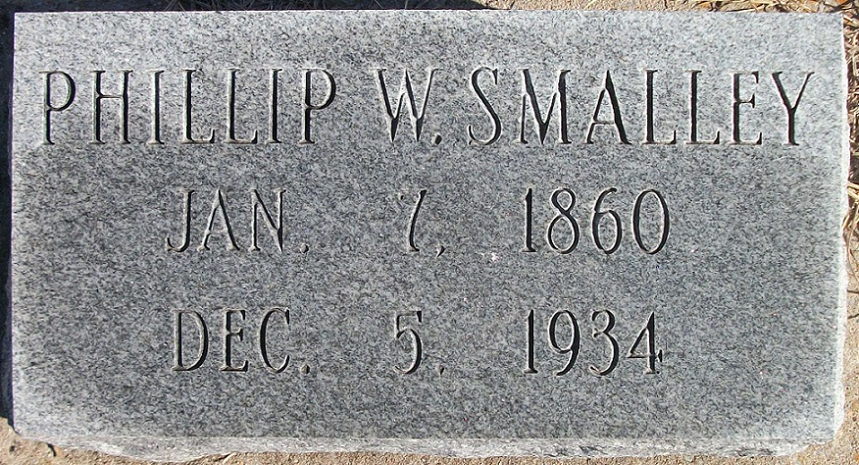 PHILLIP W. SMALLEY
JAN. 7, 1860
DEC. 5, 1934